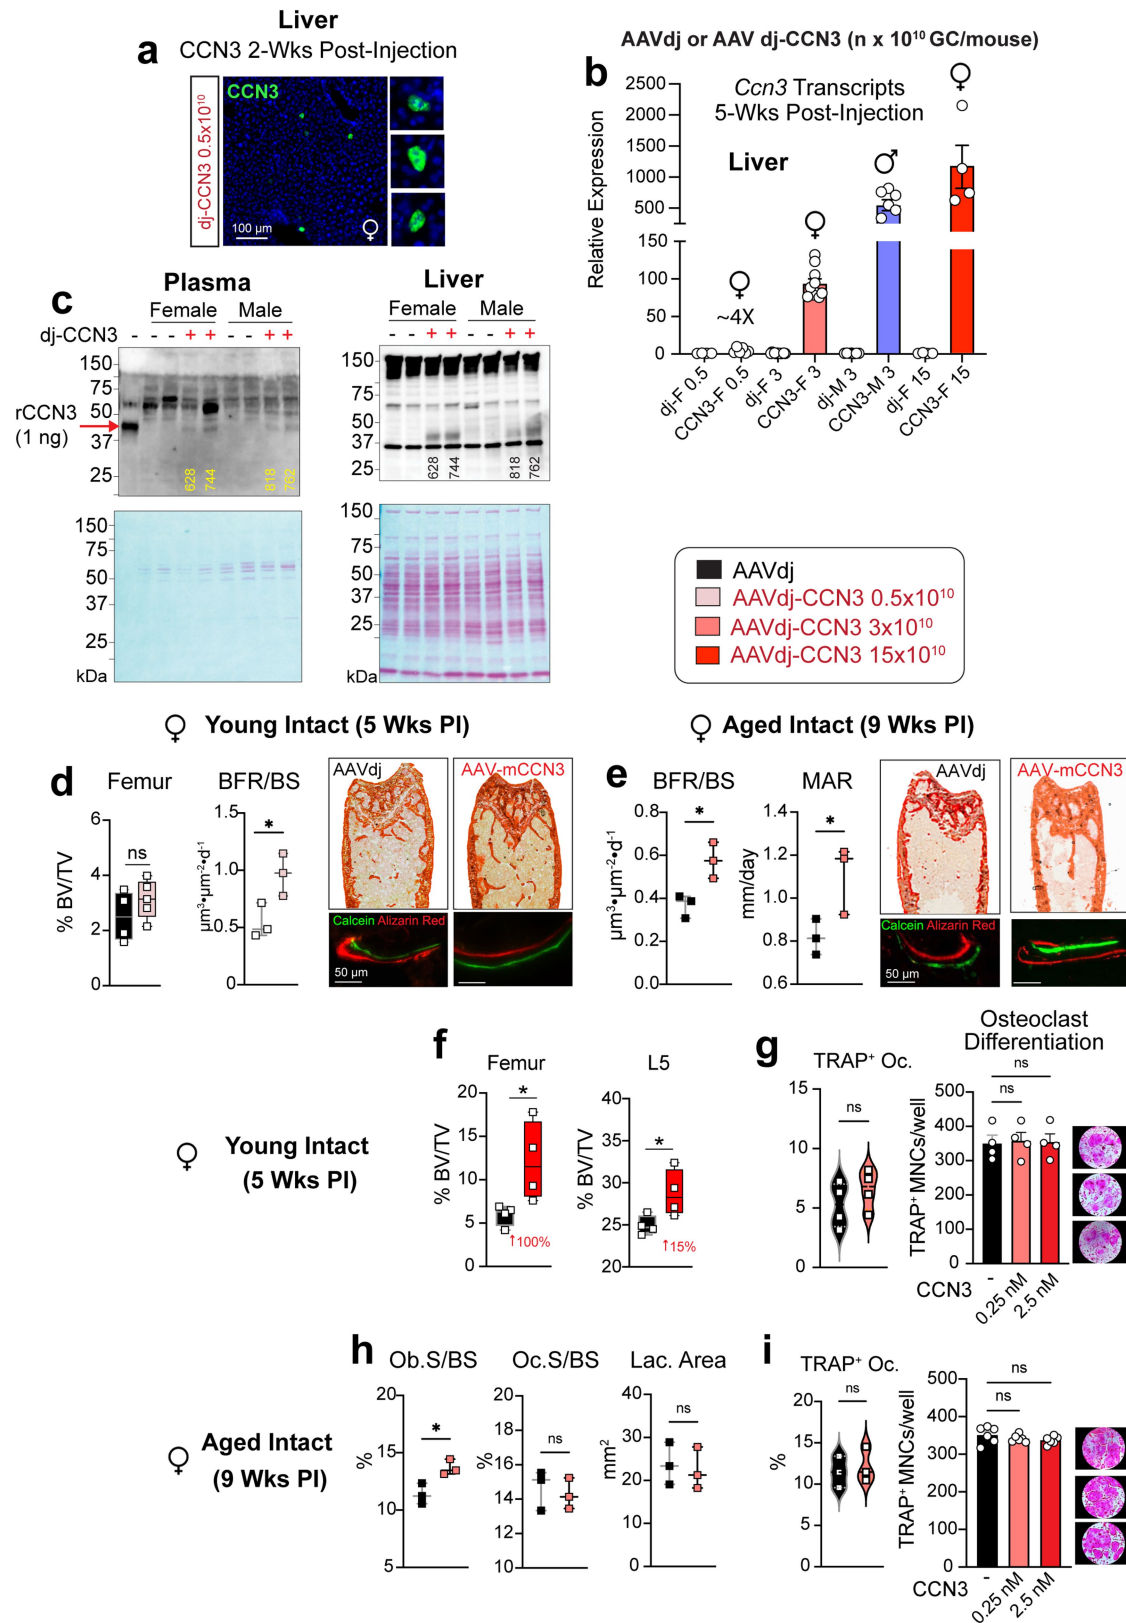 Liver
CCN3 2-Wks Post-Injection
a
dj-CCN3 0.5x10¹⁰
CCN3
100 µm
♀
AAVdj or AAV dj-CCN3 (n x 10¹⁰ GC/mouse)
b
Ccn3 Transcripts
5-Wks Post-Injection
Liver
Relative Expression
2500
2000
1500
1000
500
150
100
50
0
♀
~4X
♀
♂
♀
dj-F 0.5
CCN3-F 0.5
dj-F 3
CCN3-F 3
dj-M 3
CCN3-M 3
dj-F 15
CCN3-F 15
c
Plasma
Female Male
dj-CCN3 - - - + + - - + +
150
75
50
37
25
rCCN3
(1 ng)
628 744 818 762
150
75
50
37
25
kDa
Liver
Female Male
- - + + - - + +
150
75
50
37
25
628 744 818 762
150
75
50
37
25
kDa
AAVdj
AAVdj-CCN3 0.5x10¹⁰
AAVdj-CCN3 3x10¹⁰
AAVdj-CCN3 15x10¹⁰
♀ Young Intact (5 Wks PI)
d
Femur
% BV/TV
6
4
2
0
ns
BFR/BS
µm³•µm⁻²•d⁻¹
1.5
1.0
0.5
0.0
*
AAVdj
AAV-mCCN3
Calcein Alizarin Red
50 µm
♀ Aged Intact (9 Wks PI)
e
BFR/BS
µm³•µm⁻²•d⁻¹
0.8
0.6
0.4
0.2
0.0
*
MAR
mm/day
1.4
1.2
1.0
0.8
0.6
*
AAVdj
AAV-mCCN3
Calcein Alizarin Red
50 µm
♀ Young Intact
(5 Wks PI)
f
Femur
% BV/TV
20
15
10
5
0
*
↑100%
L5
% BV/TV
40
35
30
25
20
*
↑15%
g
TRAP⁺ Oc.
15
10
5
0
ns
Osteoclast
Differentiation
TRAP⁺ MNCs/well
500
400
300
200
100
0
ns
ns
CCN3
-
0.25 nM
2.5 nM
♀ Aged Intact
(9 Wks PI)
h
Ob.S/BS
%
20
15
10
5
*
Oc.S/BS
%
20
18
16
14
12
10
ns
Lac. Area
mm²
40
30
20
10
0
ns
i
TRAP⁺ Oc.
%
20
15
10
5
0
ns
TRAP⁺ MNCs/well
500
400
300
200
100
0
ns
ns
CCN3
-
0.25 nM
2.5 nM